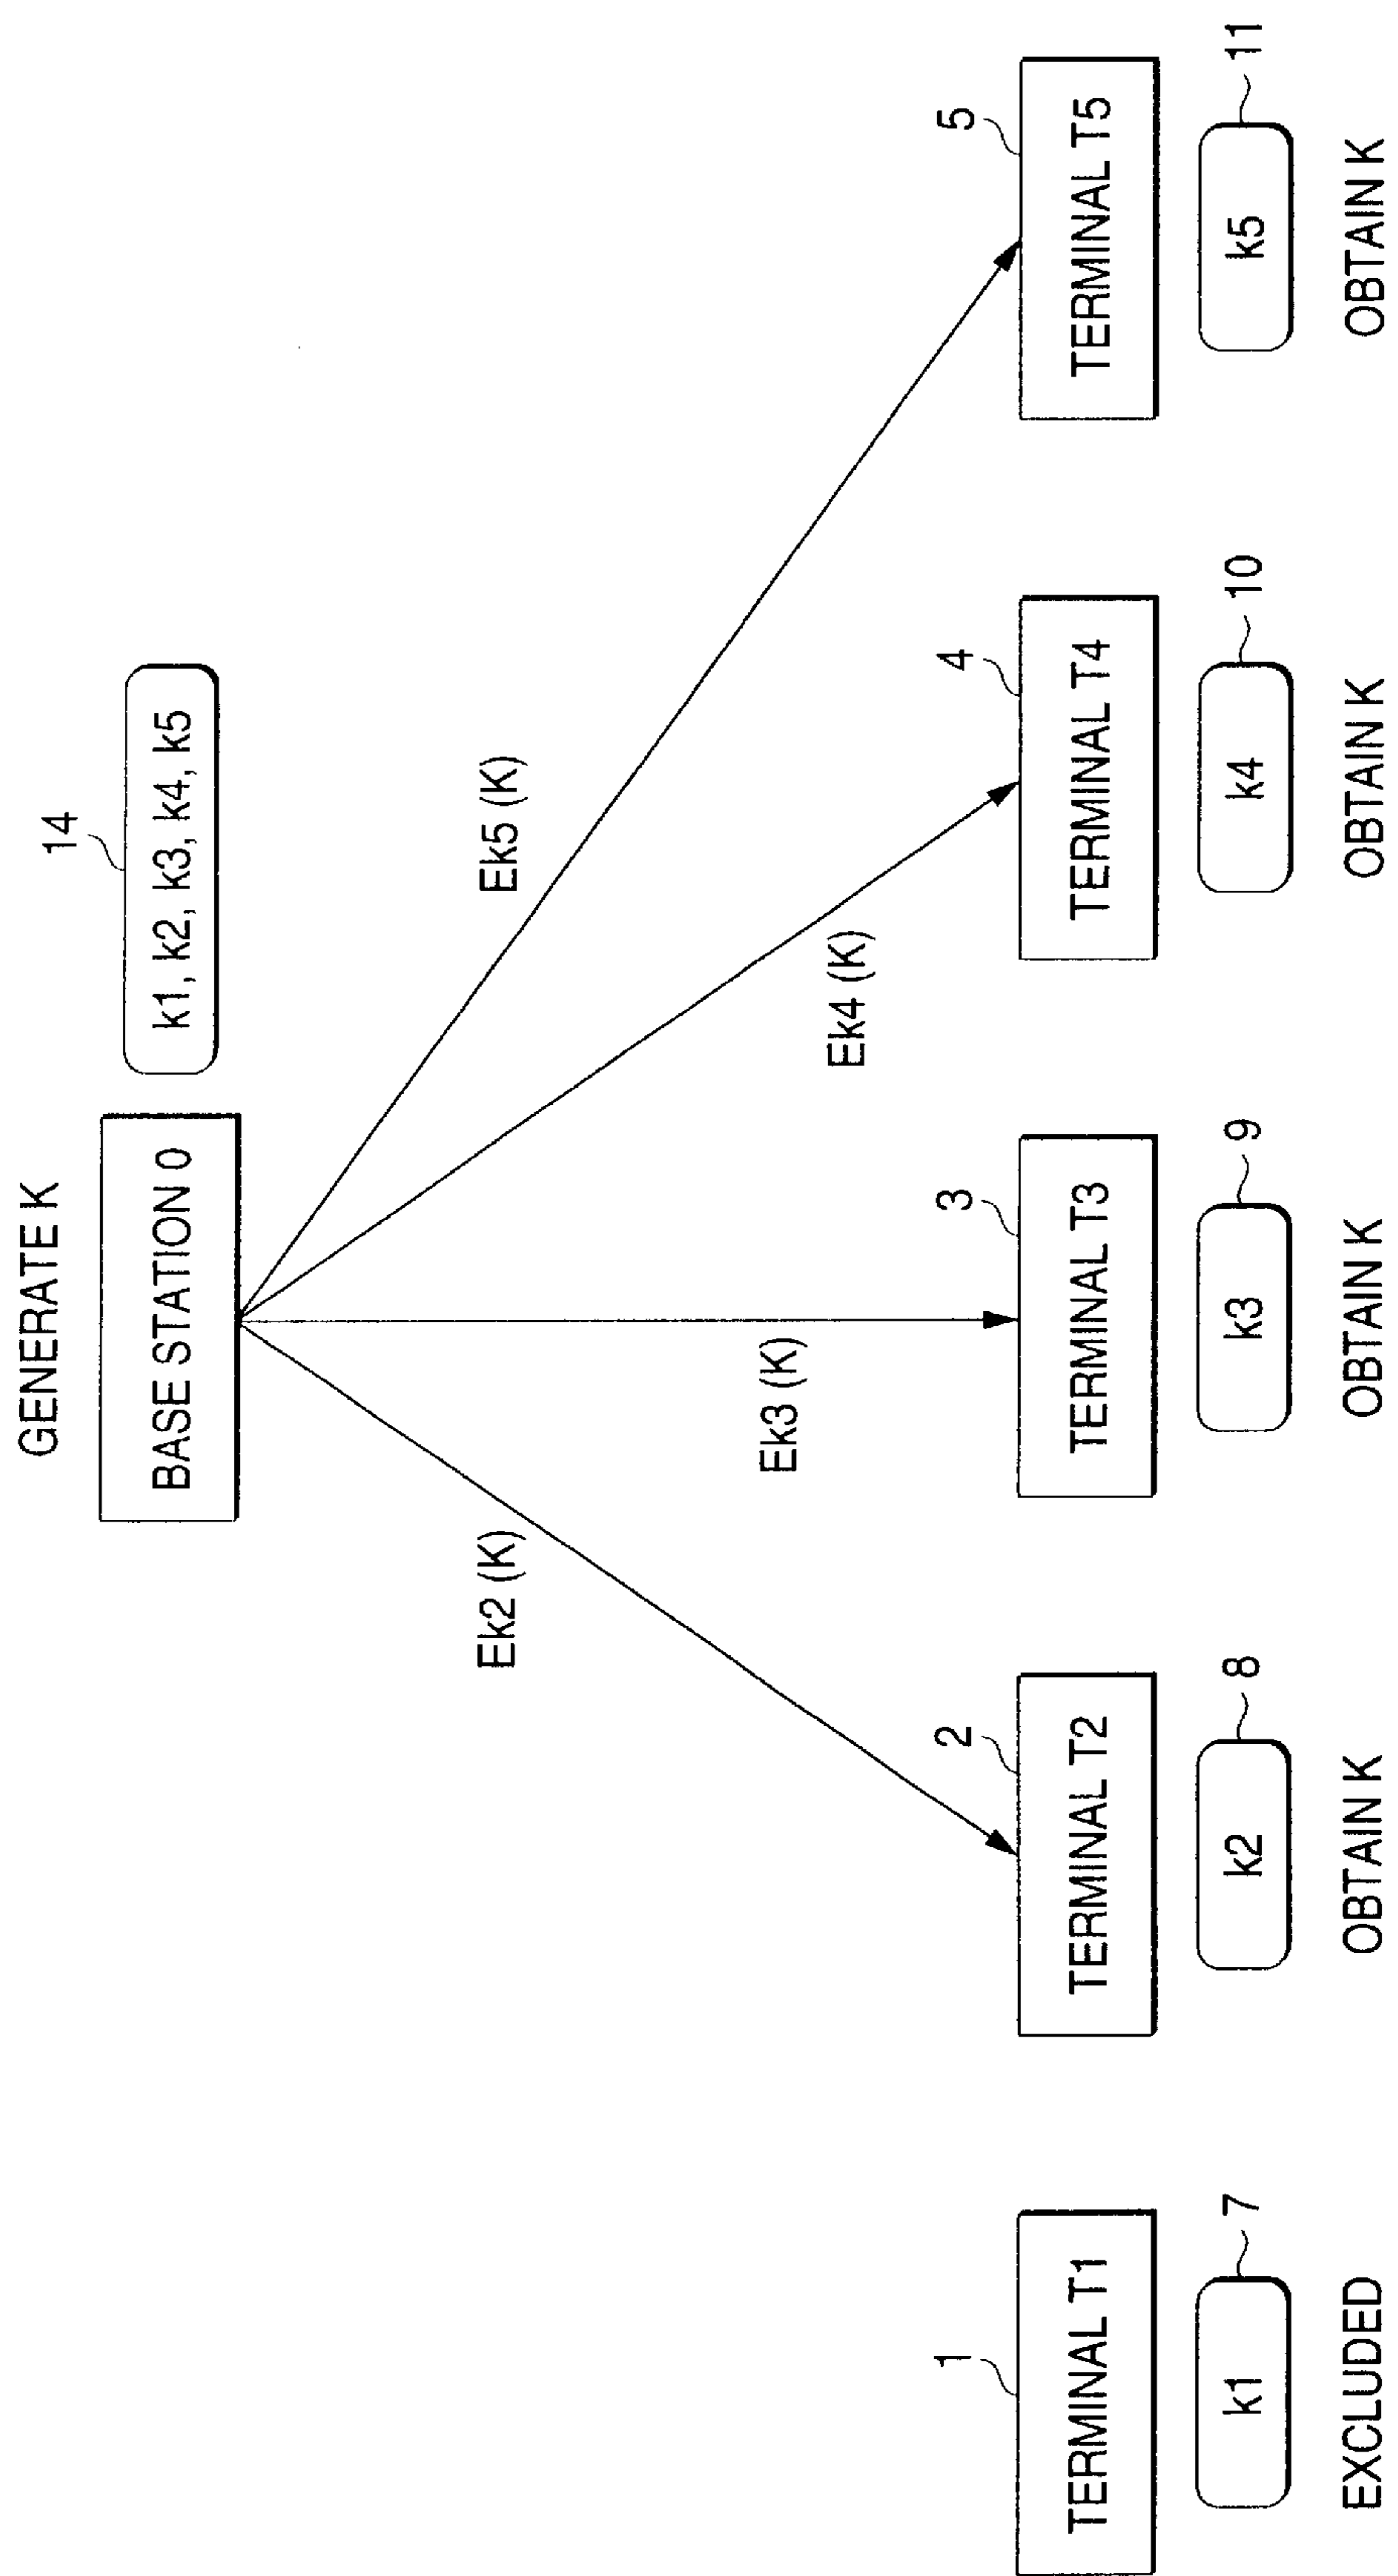 GENERATE K
14
BASE STATION 0
k1, k2, k3, k4, k5
Ek2 (K)
Ek3 (K)
Ek4 (K)
Ek5 (K)
1
2
3
4
5
TERMINAL T1
TERMINAL T2
TERMINAL T3
TERMINAL T4
TERMINAL T5
k1
7
k2
8
k3
9
k4
10
k5
11
EXCLUDED
OBTAIN K
OBTAIN K
OBTAIN K
OBTAIN K